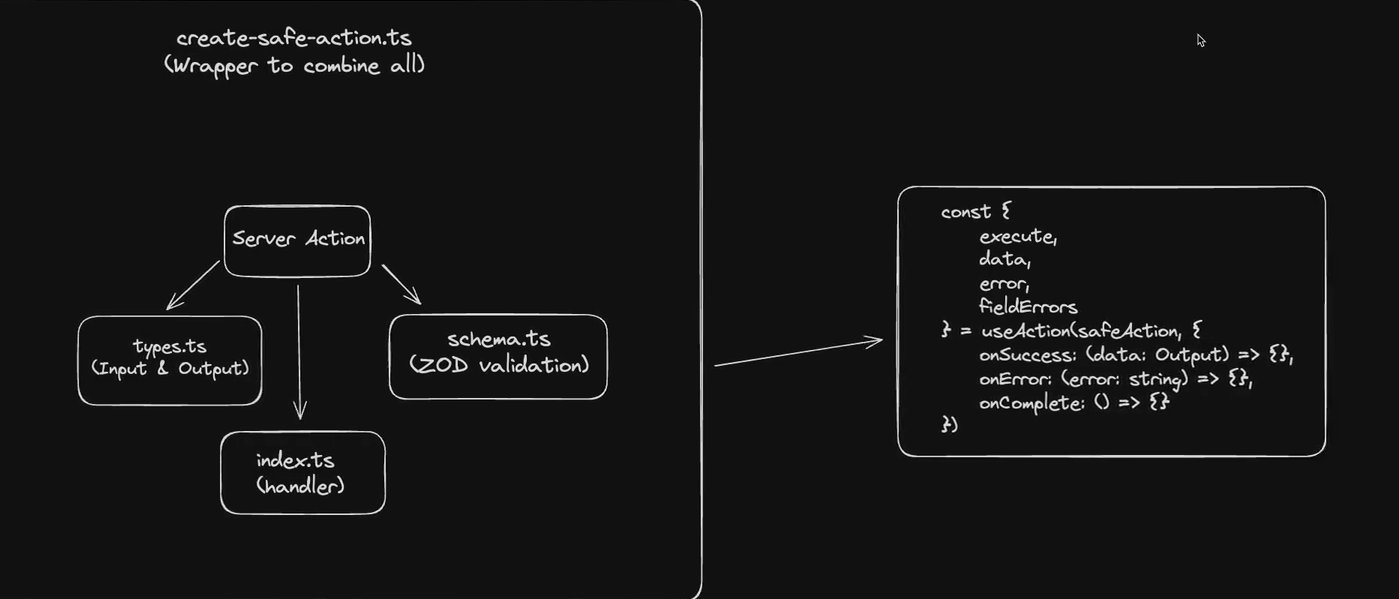 create-safe-action.ts
(Wrapper to combine all)
Server Action
types.ts
(Input & Output)
schema.ts
(ZOD validation)
index.ts
(handler)
const {
execute,
data,
error,
fieldErrors
} = useAction(safeAction, {
onSuccess: (data: Output) => {},
onError: (error: string) => {},
onComplete: () => {}
})